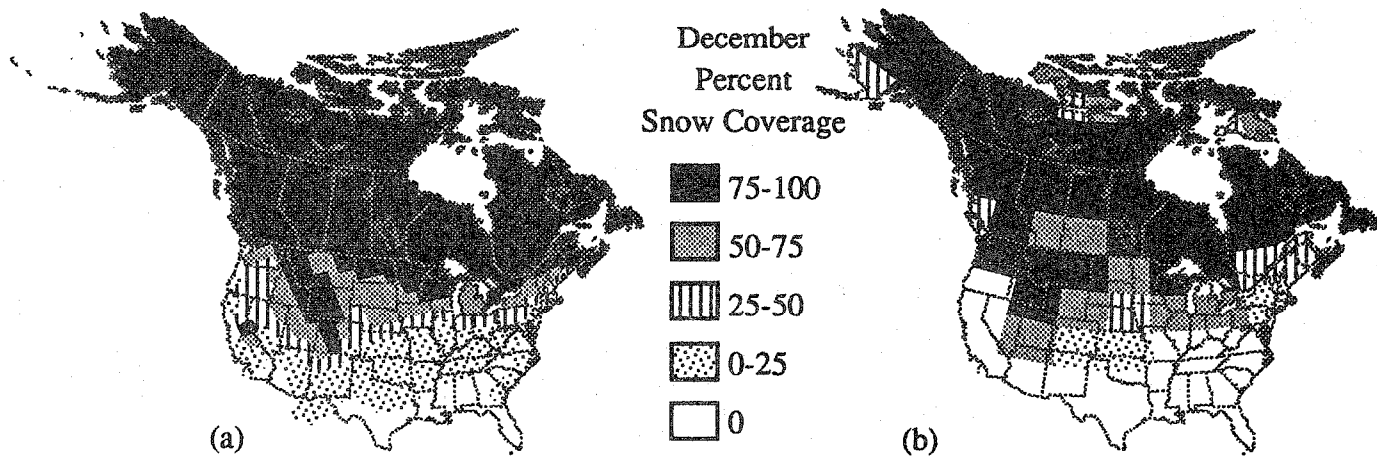 December
Percent
Snow Coverage
75-100
50-75
25-50
0-25
0
(a)
(b)